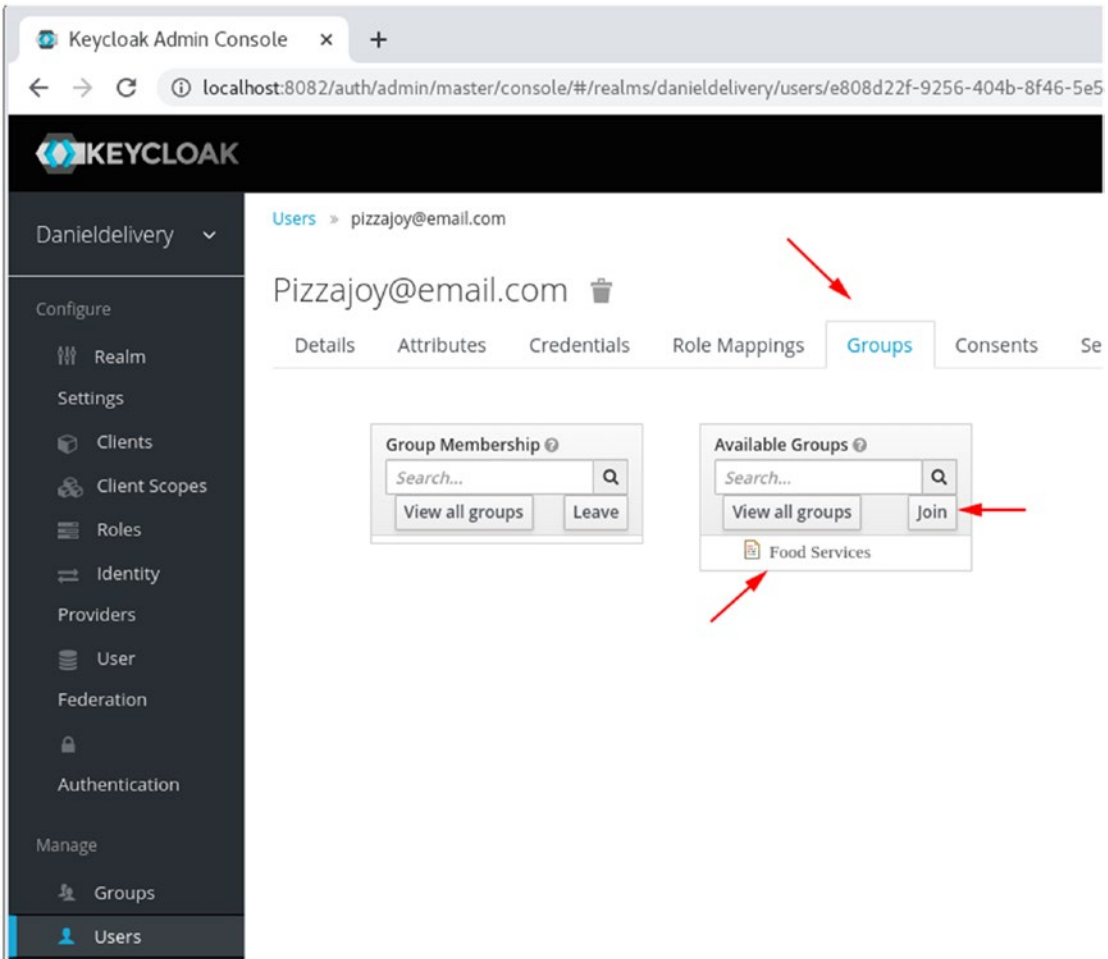 Keycloak Admin Console × +
localhost:8082/auth/admin/master/console/#/realms/danieldelivery/users/e808d22f-9256-404b-8f46-5e5
KEYCLOAK
Danieldelivery
Users » pizzajoy@email.com
Pizzajoy@email.com
Details Attributes Credentials Role Mappings Groups Consents Se
Configure
Realm
Settings
Clients
Client Scopes
Roles
Identity
Providers
User
Federation
Authentication
Manage
Groups
Users
Group Membership
Search...
View all groups Leave
Available Groups
Search...
View all groups Join
Food Services